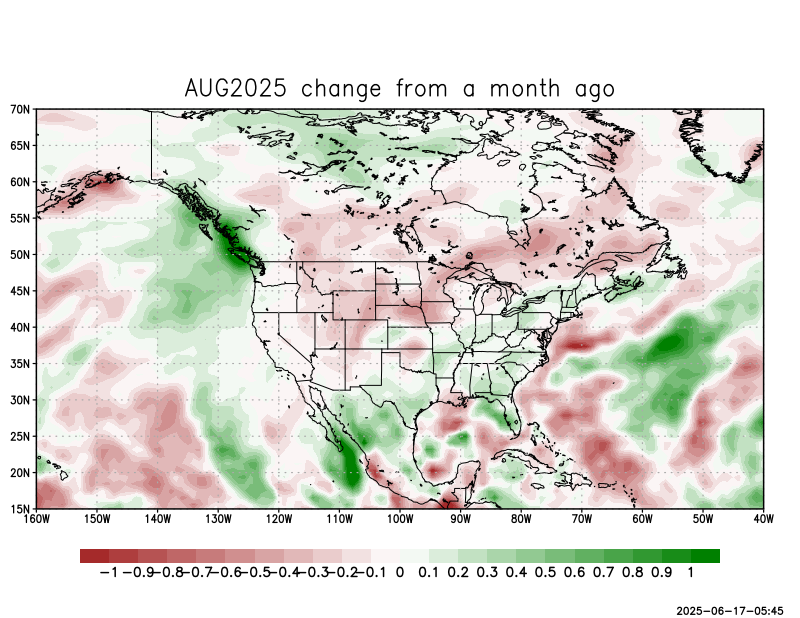 AUG2025 change from a month ago
70N
65N
60N
55N
50N
45N
40N
35N
30N
25N
20N
15N
160W 150W 140W 130W 120W 110W 100W 90W 80W 70W 60W 50W 40W
-1 -0.9 -0.8 -0.7 -0.6 -0.5 -0.4 -0.3 -0.2 -0.1 0 0.1 0.2 0.3 0.4 0.5 0.6 0.7 0.8 0.9 1
2025-06-17-05:45